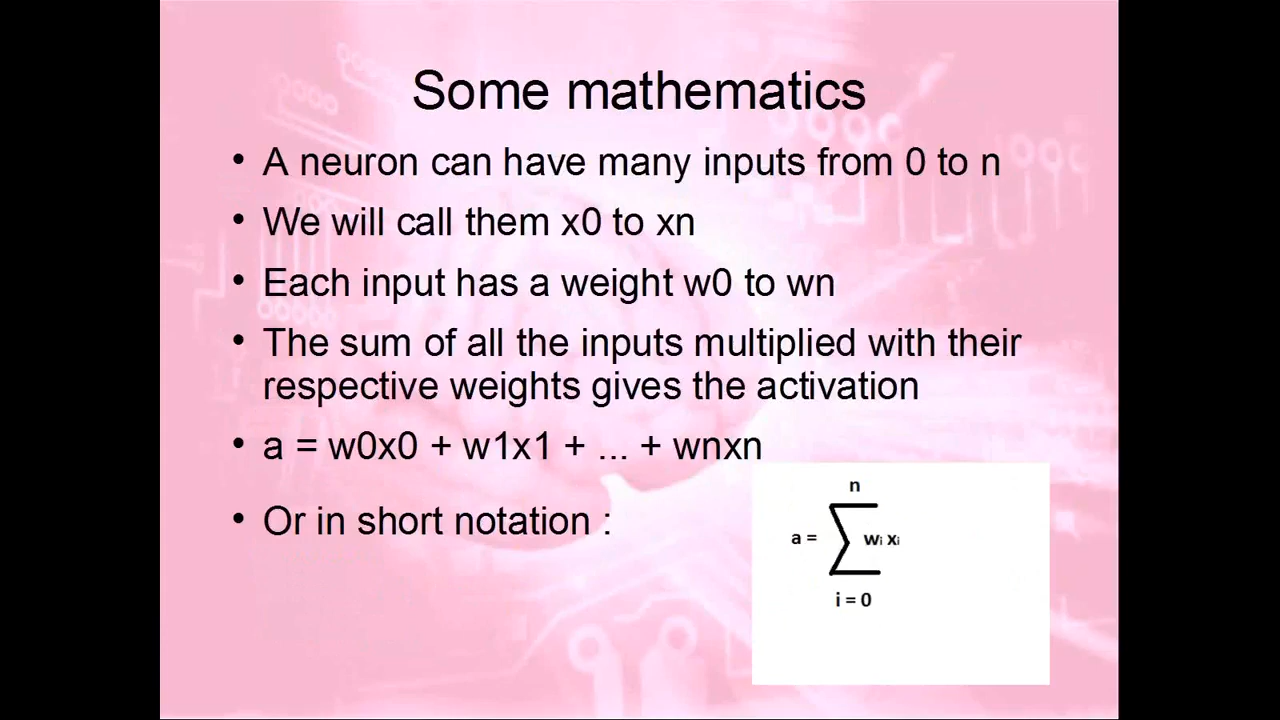 Some mathematics
• A neuron can have many inputs from 0 to n
• We will call them x0 to xn
• Each input has a weight w0 to wn
• The sum of all the inputs multiplied with their
respective weights gives the activation
• a = w0x0 + w1x1 + ... + wnxn
• Or in short notation :
n
a = ∑ wᵢ xᵢ
i = 0